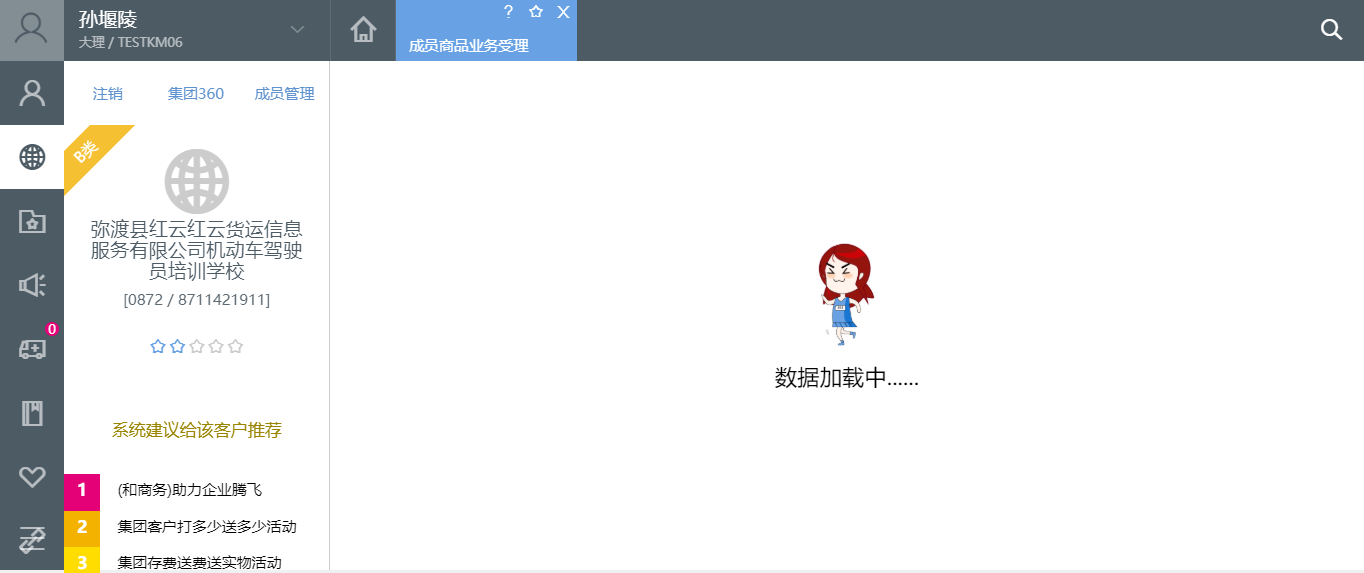 孙堰陵
大理 / TESTKM06
? X
成员商品业务受理
注销 集团360 成员管理
B类
弥渡县红云红云货运信息
服务有限公司机动车驾驶
员培训学校
[0872 / 8711421911]
0
系统建议给该客户推荐
1 (和商务)助力企业腾飞
2 集团客户打多少送多少活动
3 集团存费送费送实物活动
数据加载中......